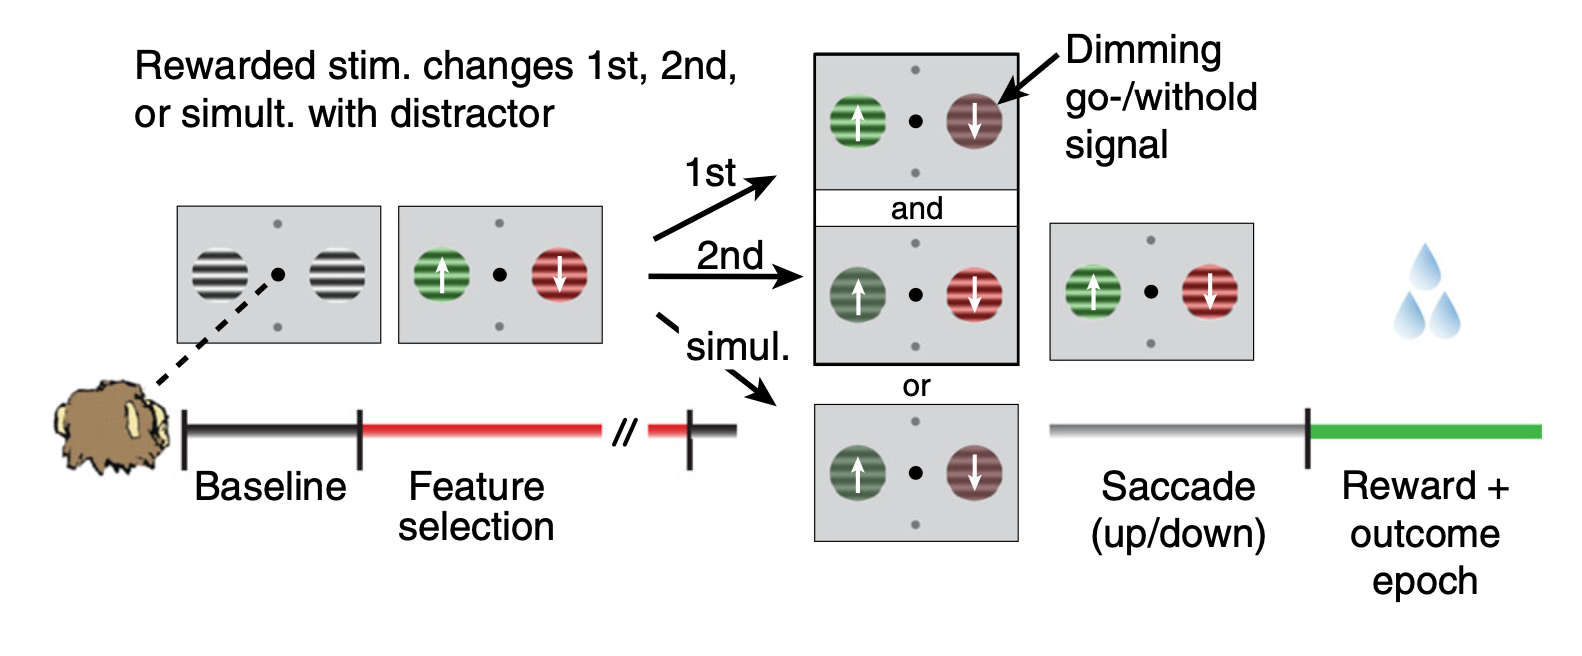 Rewarded stim. changes 1st, 2nd,
or simult. with distractor
Dimming
go-/withold
signal
1st
2nd
simul.
and
or
Baseline
Feature
selection
Saccade
(up/down)
Reward +
outcome
epoch